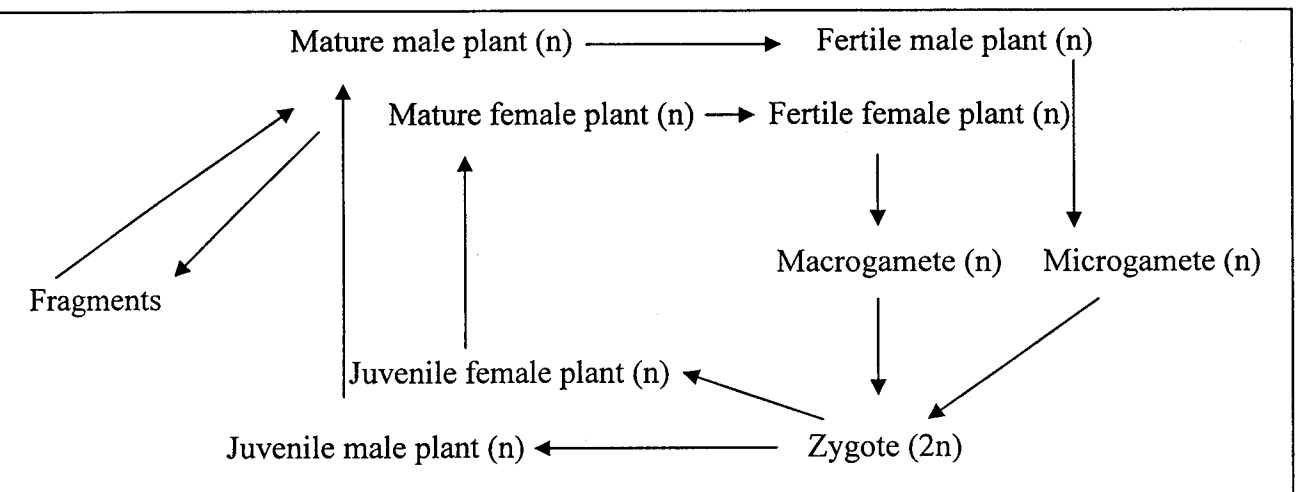 Mature male plant (n) Fertile male plant (n)
Mature female plant (n) Fertile female plant (n)
Macrogamete (n) Microgamete (n)
Fragments
Juvenile female plant (n)
Juvenile male plant (n) Zygote (2n)